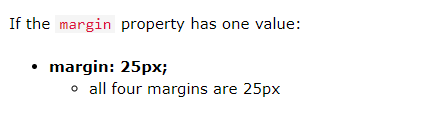 If the margin property has one value:
margin: 25px;
all four margins are 25px